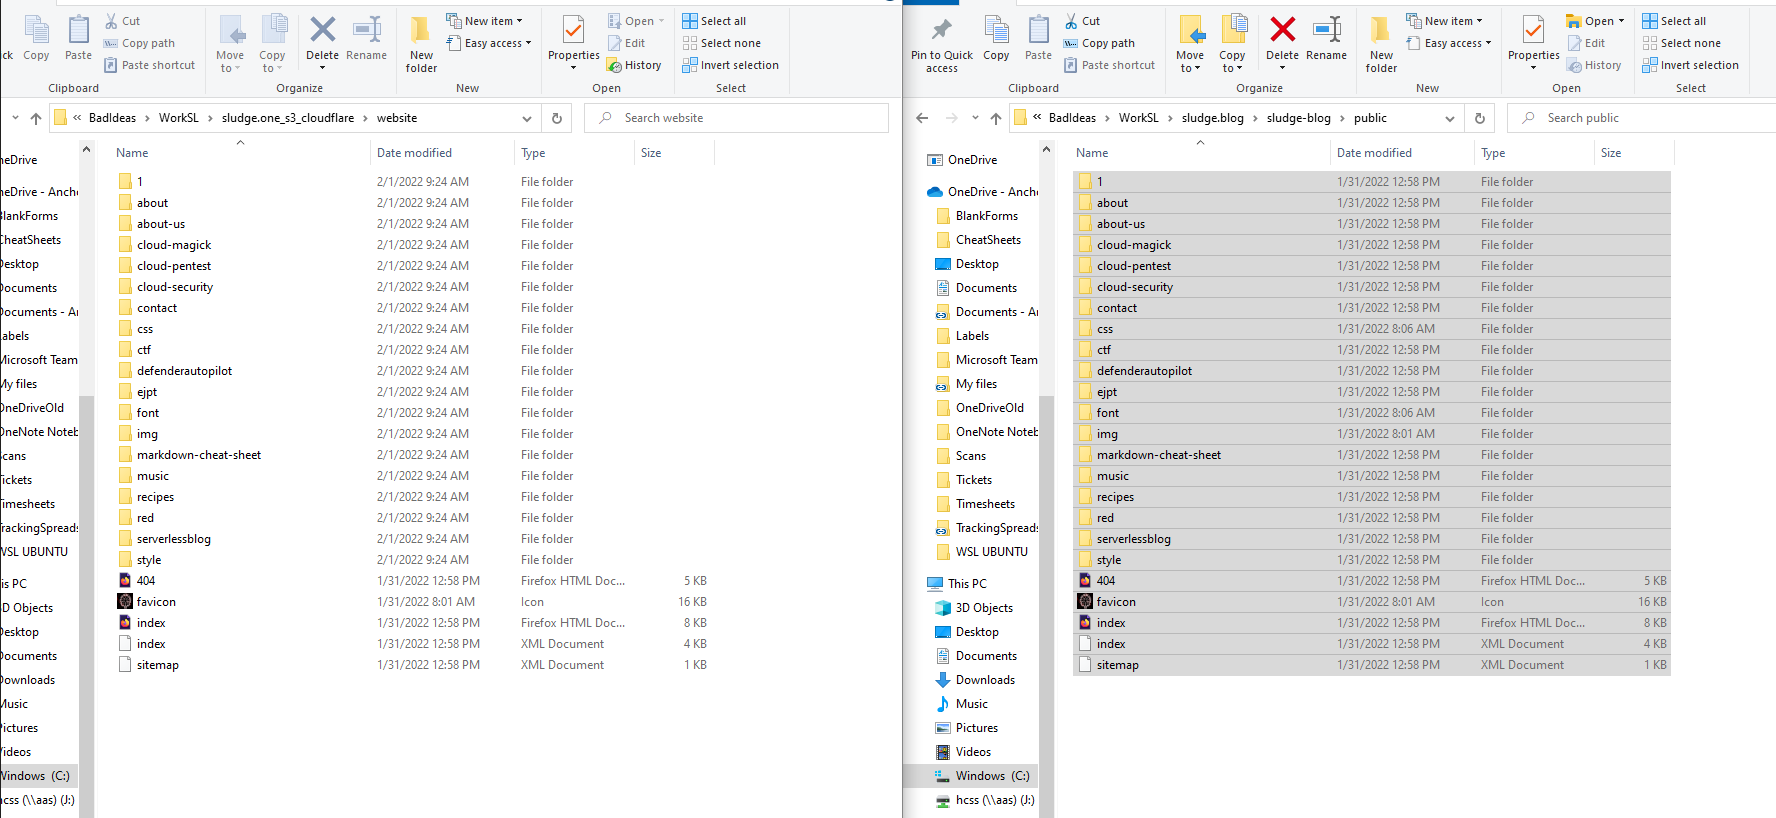 Cut
New item
Open
Select all
ck
Copy
Paste
Copy path
Paste shortcut
Move to
Copy to
Delete
Rename
New folder
Easy access
Properties
Edit
History
Select none
Invert selection
Clipboard
Organize
New
Open
Select
« BadIdeas > WorkSL > sludge.one_s3_cloudflare > website
Search website
Name Date modified Type Size
neDrive
neDrive - Anche
BlankForms
CheatSheets
Desktop
Documents
Documents - An
Labels
Microsoft Team
My files
OneDriveOld
OneNote Noteb
Scans
Tickets
Timesheets
TrackingSpreads
WSL UBUNTU
is PC
3D Objects
Desktop
Documents
Downloads
Music
Pictures
Videos
Windows (C:)
hcss (\\aas) (J:)
1 2/1/2022 9:24 AM File folder
about 2/1/2022 9:24 AM File folder
about-us 2/1/2022 9:24 AM File folder
cloud-magick 2/1/2022 9:24 AM File folder
cloud-pentest 2/1/2022 9:24 AM File folder
cloud-security 2/1/2022 9:24 AM File folder
contact 2/1/2022 9:24 AM File folder
css 2/1/2022 9:24 AM File folder
ctf 2/1/2022 9:24 AM File folder
defenderautopilot 2/1/2022 9:24 AM File folder
ejpt 2/1/2022 9:24 AM File folder
font 2/1/2022 9:24 AM File folder
img 2/1/2022 9:24 AM File folder
markdown-cheat-sheet 2/1/2022 9:24 AM File folder
music 2/1/2022 9:24 AM File folder
recipes 2/1/2022 9:24 AM File folder
red 2/1/2022 9:24 AM File folder
serverlessblog 2/1/2022 9:24 AM File folder
style 2/1/2022 9:24 AM File folder
404 1/31/2022 12:58 PM Firefox HTML Doc... 5 KB
favicon 1/31/2022 8:01 AM Icon 16 KB
index 1/31/2022 12:58 PM Firefox HTML Doc... 8 KB
index 1/31/2022 12:58 PM XML Document 4 KB
sitemap 1/31/2022 12:58 PM XML Document 1 KB
Pin to Quick access
Copy
Paste
Cut
Copy path
Paste shortcut
Move to
Copy to
Delete
Rename
New folder
New item
Easy access
Properties
Open
Edit
History
Select all
Select none
Invert selection
Clipboard
Organize
New
Open
Select
« BadIdeas > WorkSL > sludge.blog > sludge-blog > public
Search public
Name Date modified Type Size
OneDrive
OneDrive - Anche
BlankForms
CheatSheets
Desktop
Documents
Documents - An
Labels
Microsoft Team
My files
OneDriveOld
OneNote Noteb
Scans
Tickets
Timesheets
TrackingSpreads
WSL UBUNTU
This PC
3D Objects
Desktop
Documents
Downloads
Music
Pictures
Videos
Windows (C:)
hcss (\\aas) (J:)
1 1/31/2022 12:58 PM File folder
about 1/31/2022 12:58 PM File folder
about-us 1/31/2022 12:58 PM File folder
cloud-magick 1/31/2022 12:58 PM File folder
cloud-pentest 1/31/2022 12:58 PM File folder
cloud-security 1/31/2022 12:58 PM File folder
contact 1/31/2022 12:58 PM File folder
css 1/31/2022 8:06 AM File folder
ctf 1/31/2022 12:58 PM File folder
defenderautopilot 1/31/2022 12:58 PM File folder
ejpt 1/31/2022 12:58 PM File folder
font 1/31/2022 8:06 AM File folder
img 1/31/2022 8:01 AM File folder
markdown-cheat-sheet 1/31/2022 12:58 PM File folder
music 1/31/2022 12:58 PM File folder
recipes 1/31/2022 12:58 PM File folder
red 1/31/2022 12:58 PM File folder
serverlessblog 1/31/2022 12:58 PM File folder
style 1/31/2022 12:58 PM File folder
404 1/31/2022 12:58 PM Firefox HTML Doc... 5 KB
favicon 1/31/2022 8:01 AM Icon 16 KB
index 1/31/2022 12:58 PM Firefox HTML Doc... 8 KB
index 1/31/2022 12:58 PM XML Document 4 KB
sitemap 1/31/2022 12:58 PM XML Document 1 KB